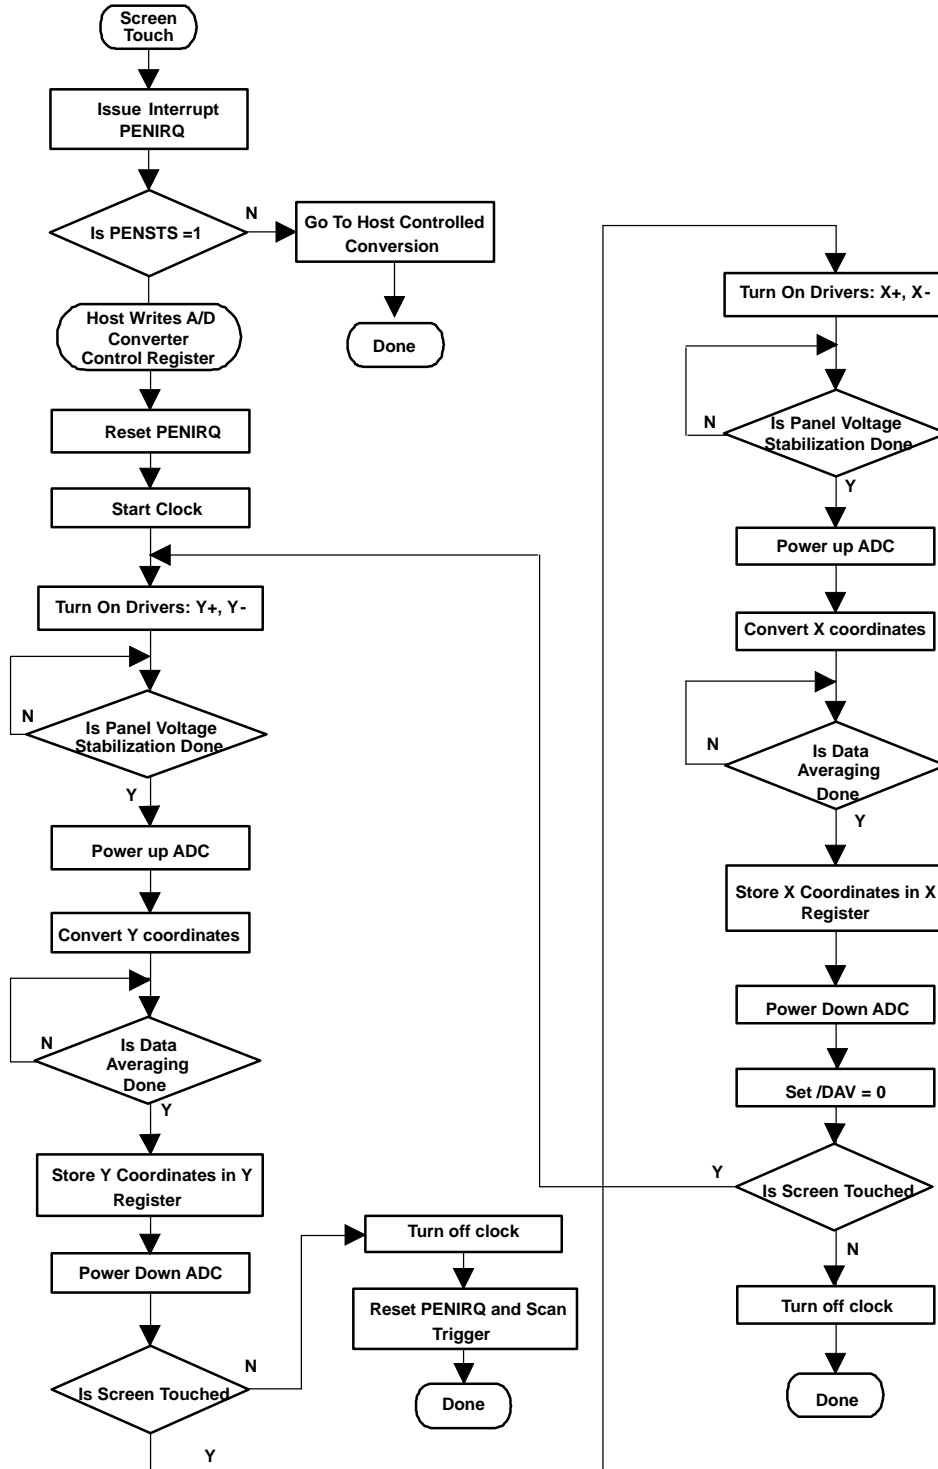 Screen
Touch
Issue Interrupt
PENIRQ
Is PENSTS =1
N
Go To Host Controlled
Conversion
Done
Host Writes A/D
Converter
Control Register
Reset PENIRQ
Start Clock
Turn On Drivers: Y+, Y-
N
Is Panel Voltage
Stabilization Done
Y
Power up ADC
Convert Y coordinates
N
Is Data
Averaging
Done
Y
Store Y Coordinates in Y
Register
Power Down ADC
Is Screen Touched
N
Y
Turn off clock
Reset PENIRQ and Scan
Trigger
Done
Turn On Drivers: X+, X-
N
Is Panel Voltage
Stabilization Done
Y
Power up ADC
Convert X coordinates
N
Is Data
Averaging
Done
Y
Store X Coordinates in X
Register
Power Down ADC
Set /DAV = 0
Y
Is Screen Touched
N
Turn off clock
Done